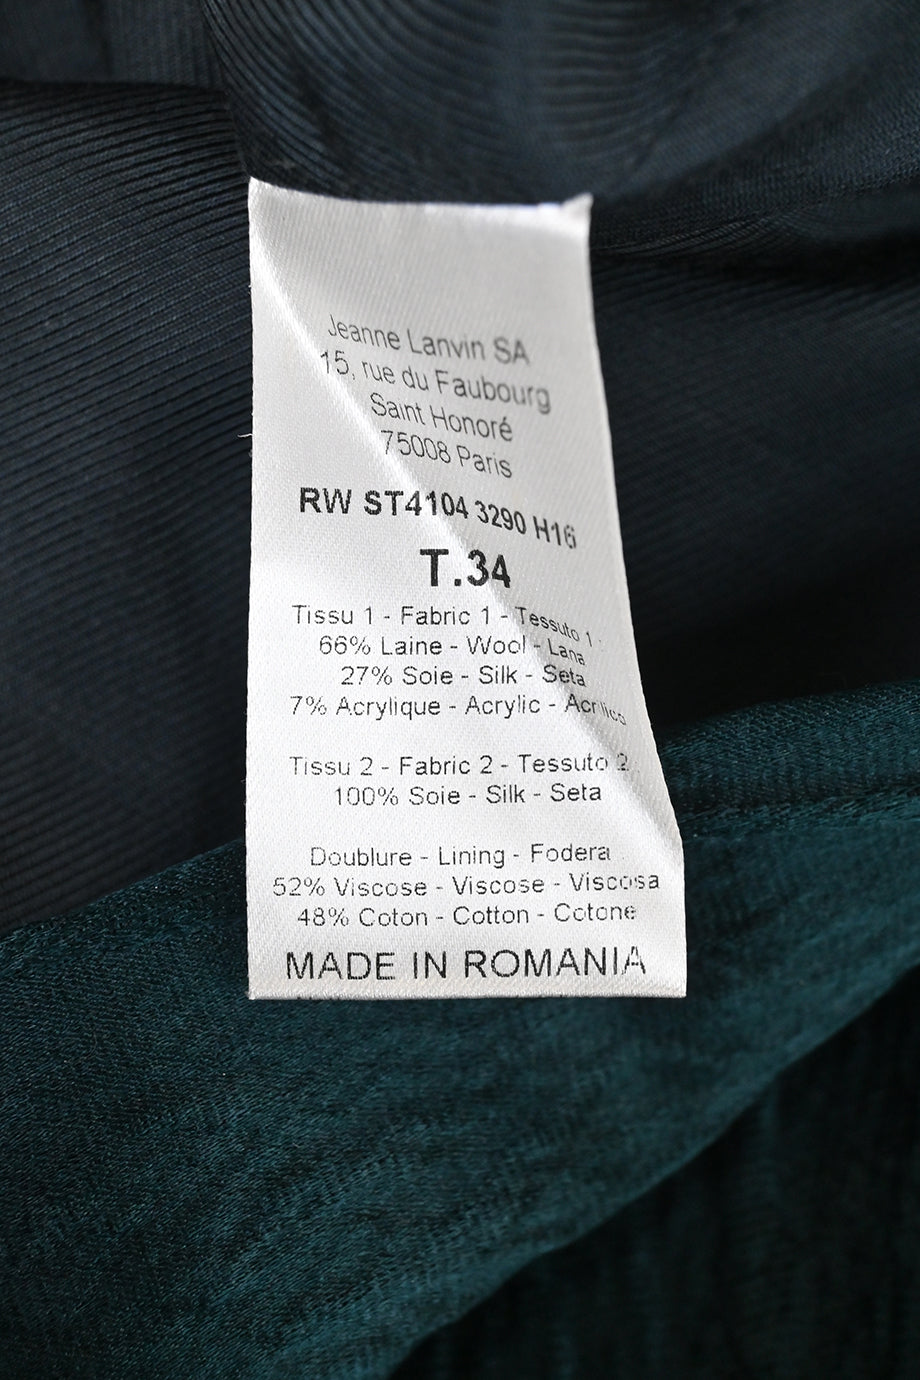 Jeanne Lanvin SA
15, rue du Faubourg
Saint Honoré
75008 Paris
RW ST4104 3290 H16
T.34
Tissu 1 - Fabric 1 - Tessuto 1 :
66% Laine - Wool - Lana
27% Soie - Silk - Seta
7% Acrylique - Acrylic - Acrilico
Tissu 2 - Fabric 2 - Tessuto 2
100% Soie - Silk - Seta
Doublure - Lining - Fodera
52% Viscose - Viscose - Viscosa
48% Coton - Cotton - Cotone
MADE IN ROMANIA